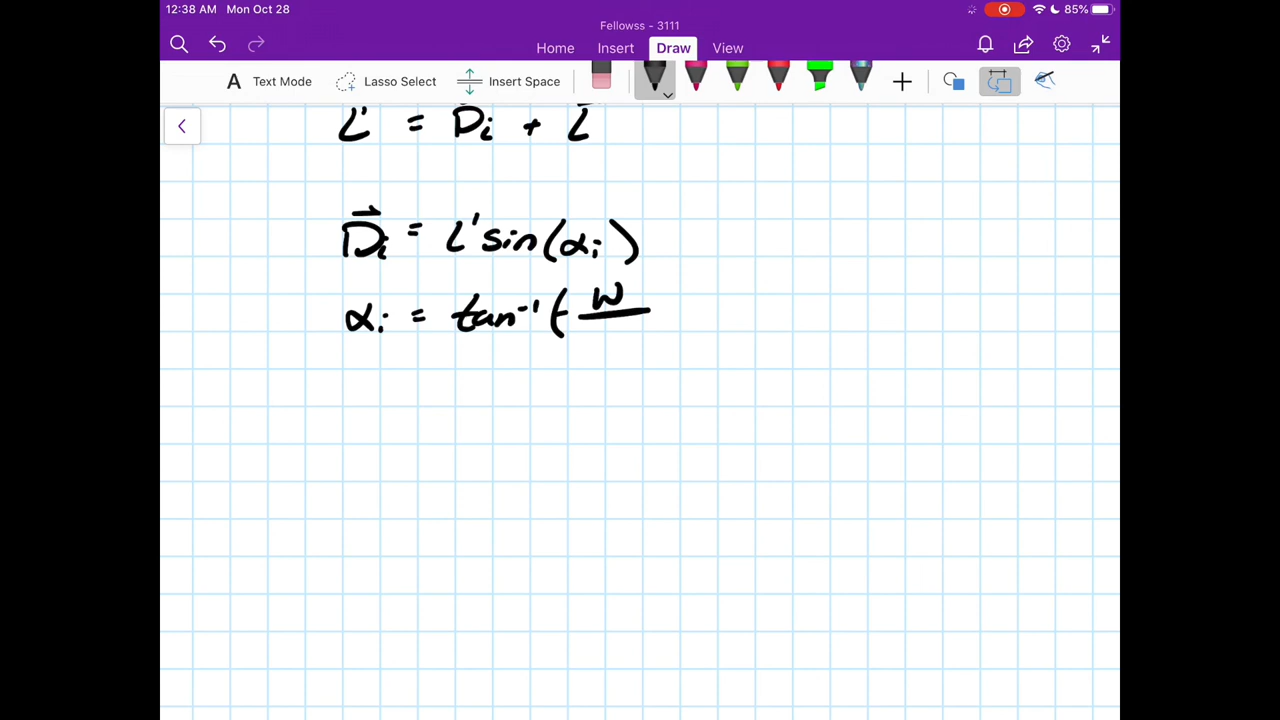 12:38 AM Mon Oct 28 85%
Fellowss - 3111
Home Insert Draw View
A Text Mode Lasso Select Insert Space
L' = Di + L
D⃗i = L' sin(αi)
αi = tan⁻¹(w/